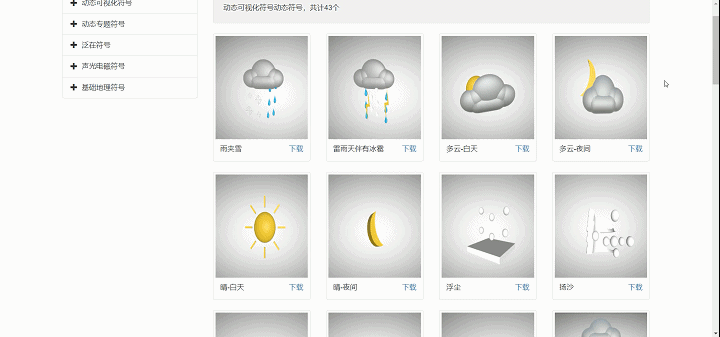 动态可视化符号
动态专题符号
泛在符号
声光电磁符号
基础地理符号
动态可视化符号动态符号，共计43个
雨夹雪 下载
雷雨天伴有冰雹 下载
多云-白天 下载
多云-夜间 下载
晴-白天 下载
晴-夜间 下载
浮尘 下载
扬沙 下载